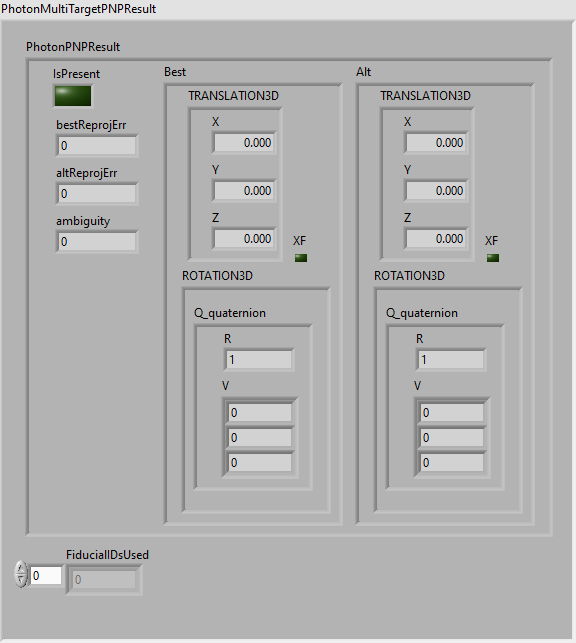 PhotonMultiTargetPNPResult
PhotonPNPResult
IsPresent
bestReprojErr
0
altReprojErr
0
ambiguity
0
Best
TRANSLATION3D
X
0.000
Y
0.000
Z
0.000
XF
ROTATION3D
Q_quaternion
R
1
V
0
0
0
Alt
TRANSLATION3D
X
0.000
Y
0.000
Z
0.000
XF
ROTATION3D
Q_quaternion
R
1
V
0
0
0
FiducialIDsUsed
0
0